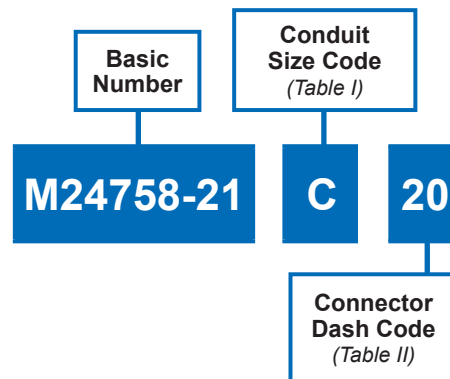 Basic
Number
Conduit
Size Code
(Table I)
M24758-21
C
20
Connector
Dash Code
(Table II)